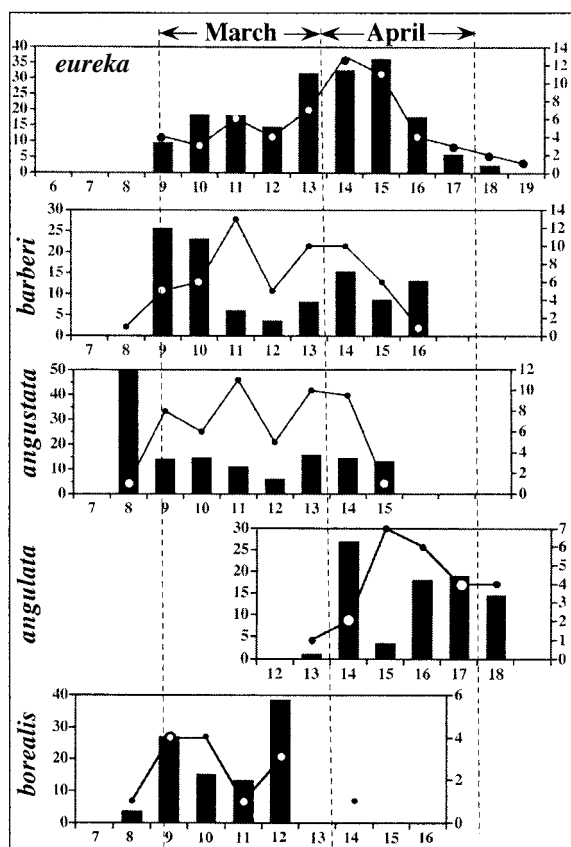 March April
eureka
40 35 30 25 20 15 10 5 0
14 12 10 8 6 4 2 0
6 7 8 9 10 11 12 13 14 15 16 17 18 19
barberi
30 25 20 15 10 5 0
14 12 10 8 6 4 2 0
7 8 9 10 11 12 13 14 15 16
angustata
50 40 30 20 10 0
12 10 8 6 4 2 0
7 8 9 10 11 12 13 14 15
angulata
30 25 20 15 10 5 0
7 6 5 4 3 2 1 0
12 13 14 15 16 17 18
borealis
40 30 20 10 0
6 4 2 0
7 8 9 10 11 12 13 14 15 16